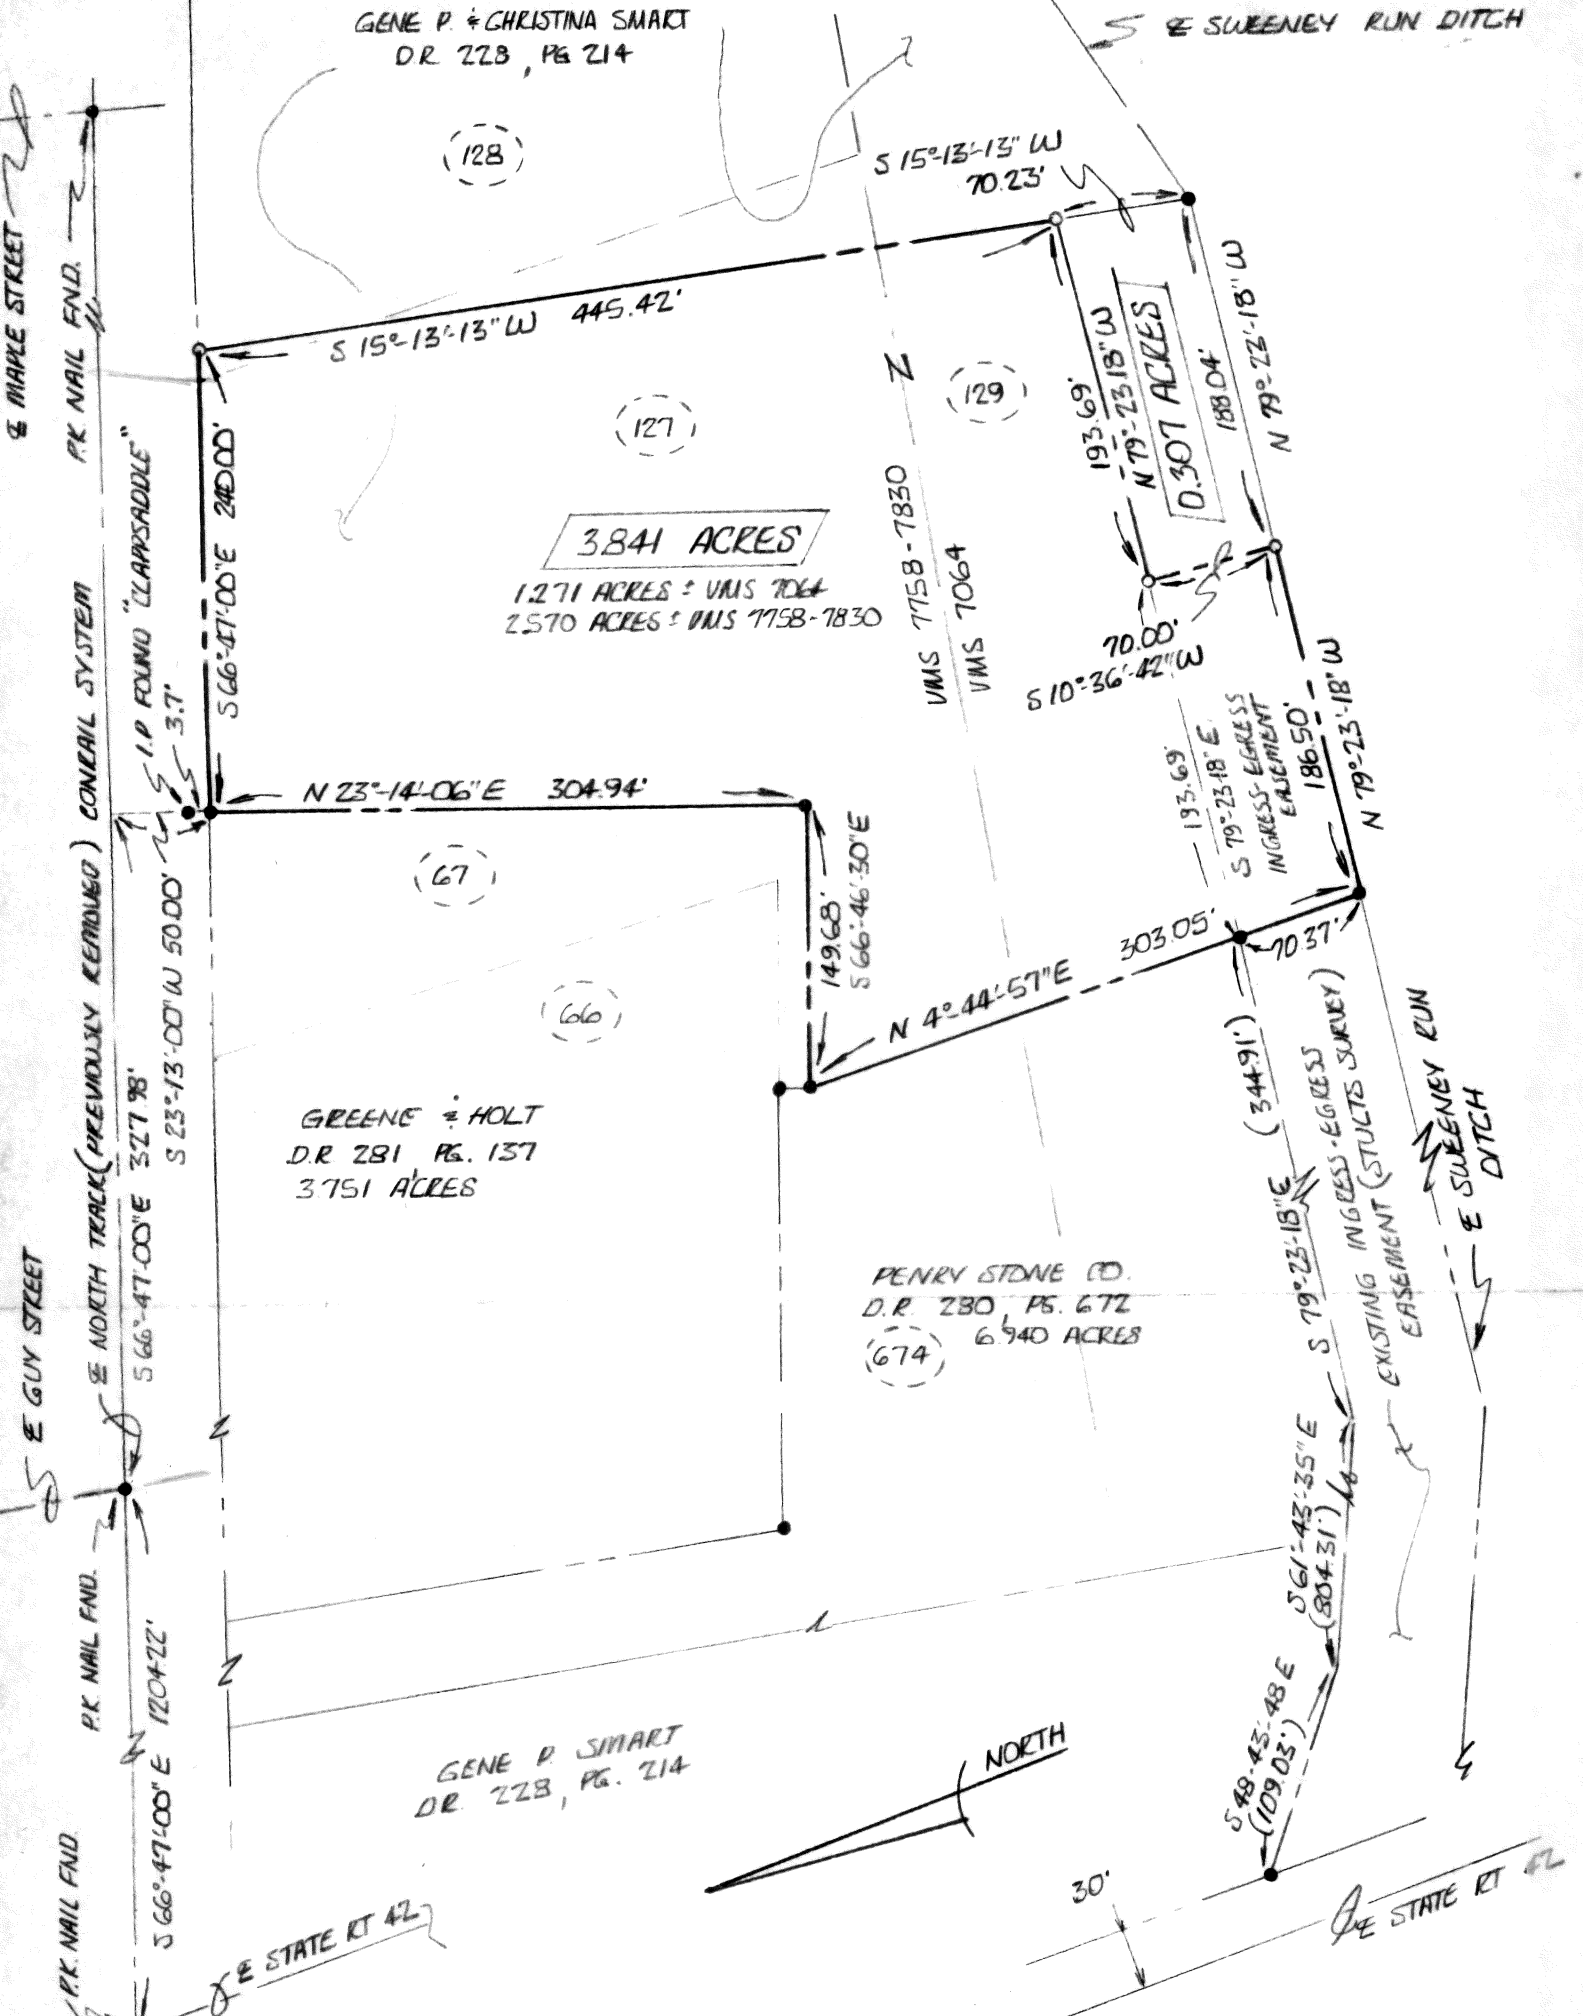 GENE P. & CHRISTINA SMART
D.R. 228, PG. 214
℄ SWEENEY RUN DITCH
128
S 15°-13'-13" W
70.23'
℄ MAPLE STREET
P.K. NAIL FND.
S 15°-13'-13" W 445.42'
193.69'
N 79°-23'-18" W
0.307 ACRES
188.04'
N 79°-23'-18" W
127
129
S 66°-47'-00" E 240.00'
3.841 ACRES
1.271 ACRES ± VMS 7064
2.570 ACRES ± VMS 7758-7830
VMS 7758-7830
VMS 7064
70.00'
S 10°-36'-42" W
I.P. FOUND "CLAPSADDLE"
3.7'
N 23°-14'-06" E 304.94'
193.69'
S 79°-23'-18" E
INGRESS-EGRESS
EASEMENT
186.50'
N 79°-23'-18" W
67
149.68'
S 66°-46'-30" E
N 4°-44'-57" E 303.05'
70.37'
66
℄ NORTH TRACK (PREVIOUSLY REMOVED) CONRAIL SYSTEM
S 66°-47'-00" E 327.98'
S 23°-13'-00" W 50.00'
GREENE & HOLT
D.R. 281, PG. 137
3.751 ACRES
S 79°-23'-18" E (344.91')
EXISTING INGRESS-EGRESS
EASEMENT (STULTS SURVEY)
℄ SWEENEY RUN
DITCH
PENRY STONE CO.
D.R. 280, PG. 672
6.940 ACRES
674
℄ GUY STREET
S 61°-43'-35" E
(804.31')
P.K. NAIL FND.
S 66°-47'-00" E 1204.22'
GENE P. SMART
D.R. 228, PG. 214
NORTH
S 48-43'-48 E
(109.03')
30'
P.K. NAIL FND.
℄ STATE RT 42
℄ STATE RT 42